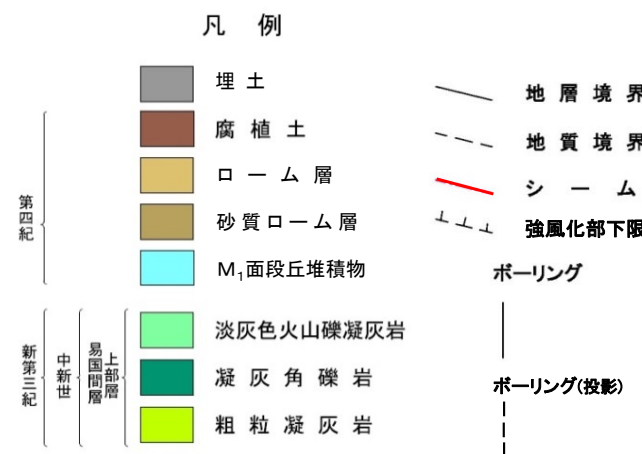 凡 例
埋 土
腐 植 土
ロ ー ム 層
砂 質 ロ ー ム 層
M1面段丘堆積物
第四紀
淡灰色火山礫凝灰岩
凝 灰 角 礫 岩
粗 粒 凝 灰 岩
新第三紀
中新世
易国間層
上部層
地 層 境 界
地 質 境 界
シ ー ム
強風化部下限
ボーリング
ボーリング(投影)